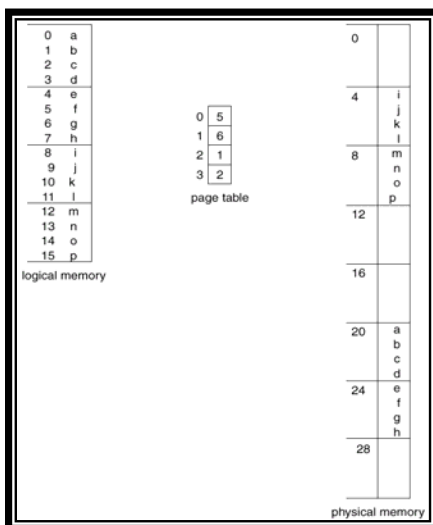 0 a
1 b
2 c
3 d
4 e
5 f
6 g
7 h
8 i
9 j
10 k
11 l
12 m
13 n
14 o
15 p
logical memory
0 5
1 6
2 1
3 2
page table
0
4 i
j
k
l
8 m
n
o
p
12
16
20 a
b
c
d
24 e
f
g
h
28
physical memory